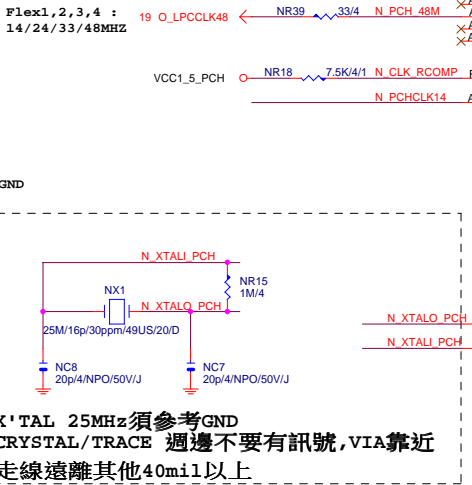 Flex1,2,3,4 :
14/24/33/48MHZ
19 O_LPCCLK48
NR39
33/4
N_PCH_48M
VCC1_5_PCH
NR18
7.5K/4/1
N_CLK_RCOMP
N_PCHCLK14
GND
N_XTALI_PCH
NX1
NR15
1M/4
N_XTALO_PCH
25M/16p/30ppm/49US/20/D
N_XTALO_PCH
N_XTALI_PCH
NC8
20p/4/NPO/50V/J
NC7
20p/4/NPO/50V/J
X'TAL 25MHz須參考GND
CRYSTAL/TRACE 週邊不要有訊號,VIA靠近
走線遠離其他40mil以上